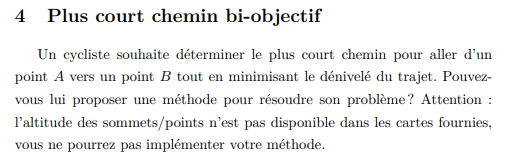 4 Plus court chemin bi-objectif
Un cycliste souhaite déterminer le plus court chemin pour aller d'un
point A vers un point B tout en minimisant le dénivelé du trajet. Pouvez-
vous lui proposer une méthode pour résoudre son problème ? Attention :
l'altitude des sommets/points n'est pas disponible dans les cartes fournies,
vous ne pourrez pas implémenter votre méthode.